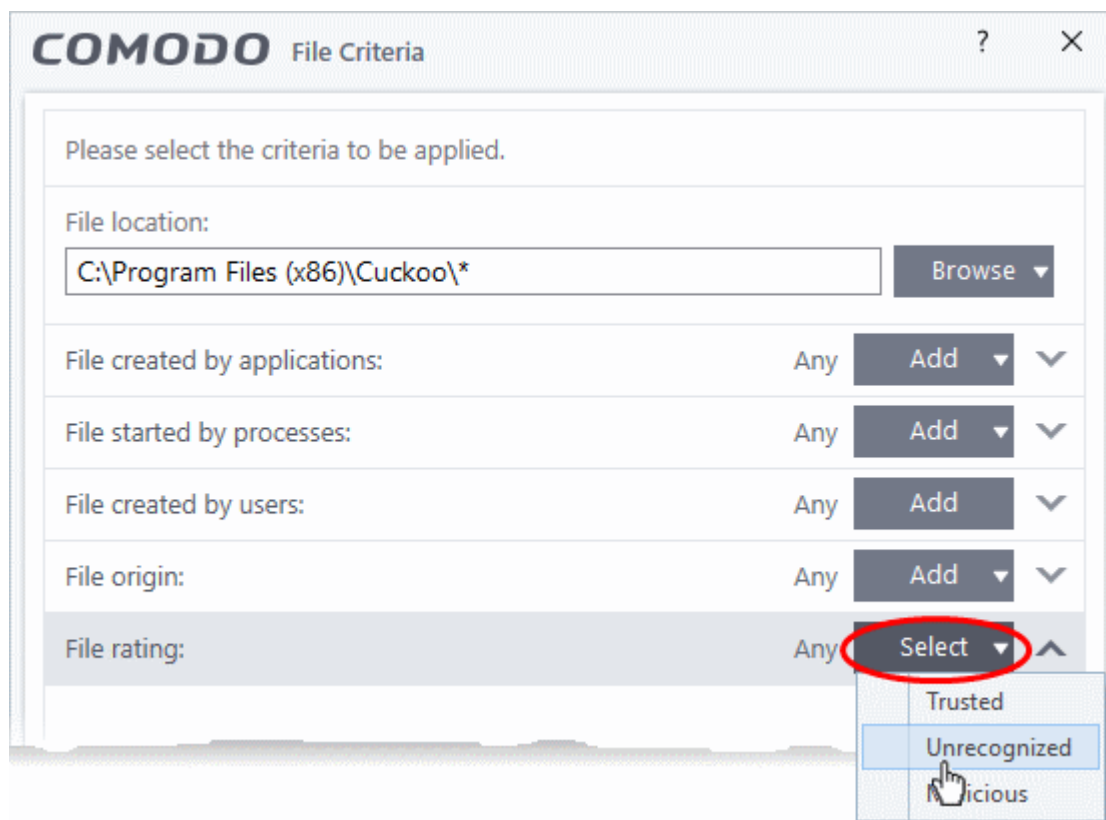 COMODO File Criteria ? ×
Please select the criteria to be applied.
File location:
C:\Program Files (x86)\Cuckoo\* Browse
File created by applications: Any Add
File started by processes: Any Add
File created by users: Any Add
File origin: Any Add
File rating: Any Select
Trusted
Unrecognized
Malicious